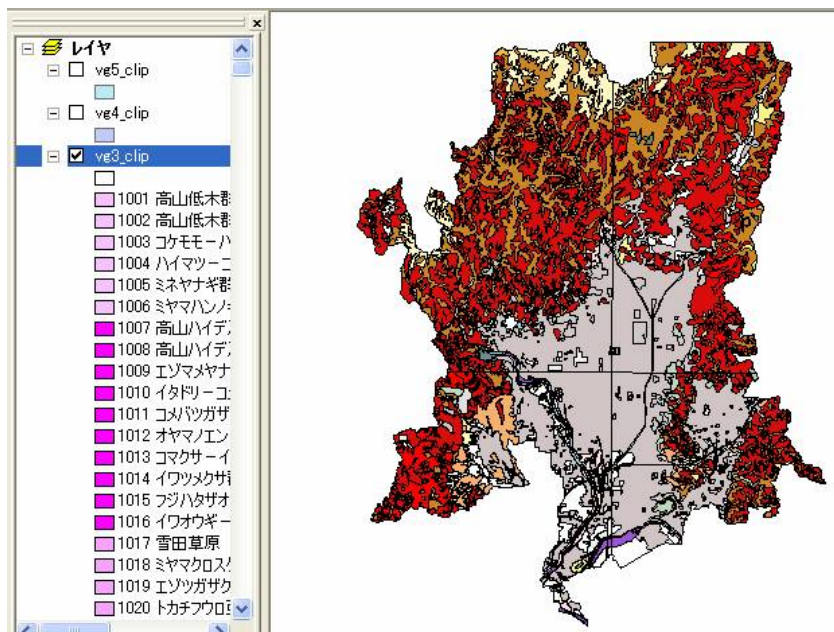 レイヤ
vg5_clip
vg4_clip
vg3_clip
1001 高山低木群
1002 高山低木群
1003 コケモモーハ
1004 ハイマツーコ
1005 ミネヤナギ群
1006 ミヤマハンノキ
1007 高山ハイデ
1008 高山ハイデ
1009 エゾマメヤナ
1010 イタドリーコ
1011 コメバツガザ
1012 オヤマノエン
1013 コマクサーイ
1014 イワツメクサ群
1015 フジハタザオ
1016 イワオウギー
1017 雪田草原
1018 ミヤマクロスゲ
1019 エゾツガザク
1020 トカチフウロ